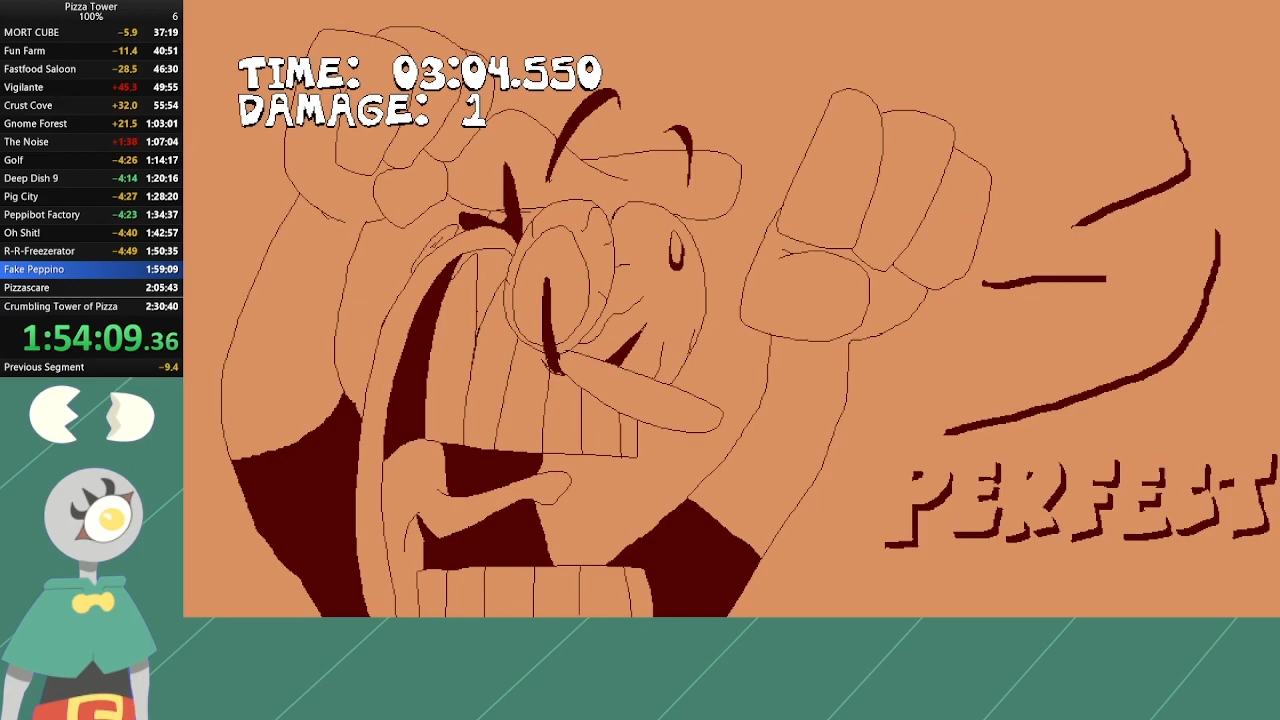 Pizza Tower
100% 6
MORT CUBE −5.9 37:19
Fun Farm −11.4 40:51
Fastfood Saloon −28.5 46:30
Vigilante +45.3 49:55
Crust Cove +32.0 55:54
Gnome Forest +21.5 1:03:01
The Noise +1:38 1:07:04
Golf −4:26 1:14:17
Deep Dish 9 −4:14 1:20:16
Pig City −4:27 1:28:20
Peppibot Factory −4:23 1:34:37
Oh Shit! −4:40 1:42:57
R-R-Freezerator −4:49 1:50:35
Fake Peppino 1:59:09
Pizzascare 2:05:43
Crumbling Tower of Pizza 2:30:40
1:54:09.36
Previous Segment −9.4
TIME: 03:04.550
DAMAGE: 1
PERFECT